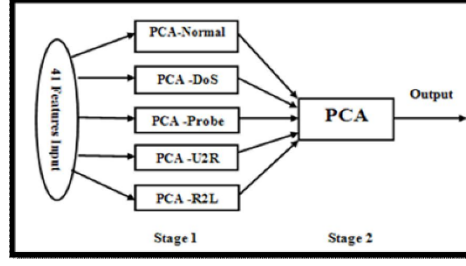 41 Features Input
PCA-Normal
PCA -DoS
PCA -Probe
PCA -U2R
PCA -R2L
PCA
Output
Stage 1
Stage 2